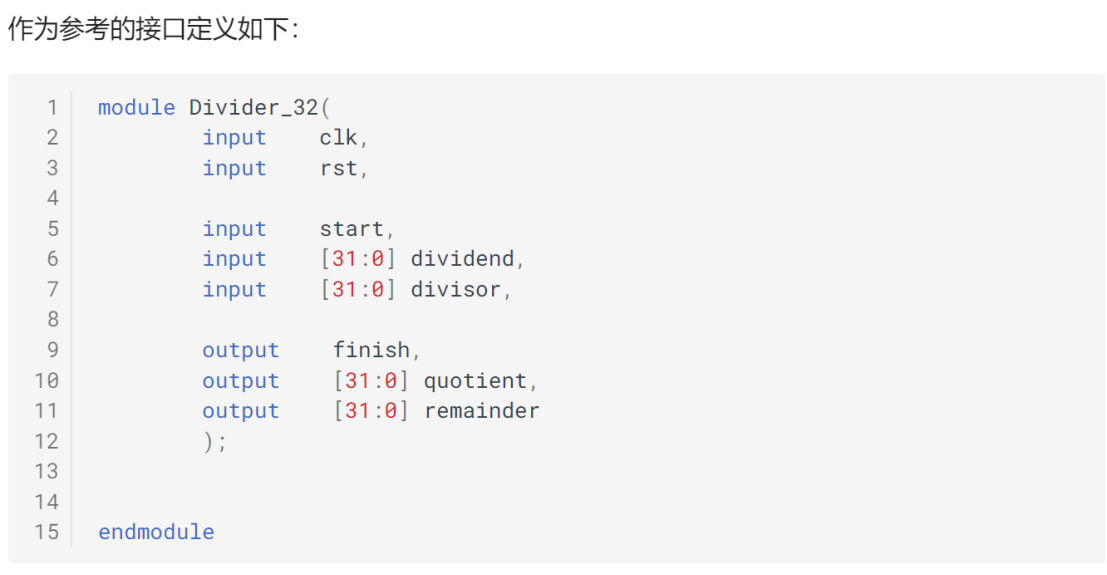 作为参考的接口定义如下：
1 module Divider_32(
2 input clk,
3 input rst,
4
5 input start,
6 input [31:0] dividend,
7 input [31:0] divisor,
8
9 output finish,
10 output [31:0] quotient,
11 output [31:0] remainder
12 );
13
14
15 endmodule